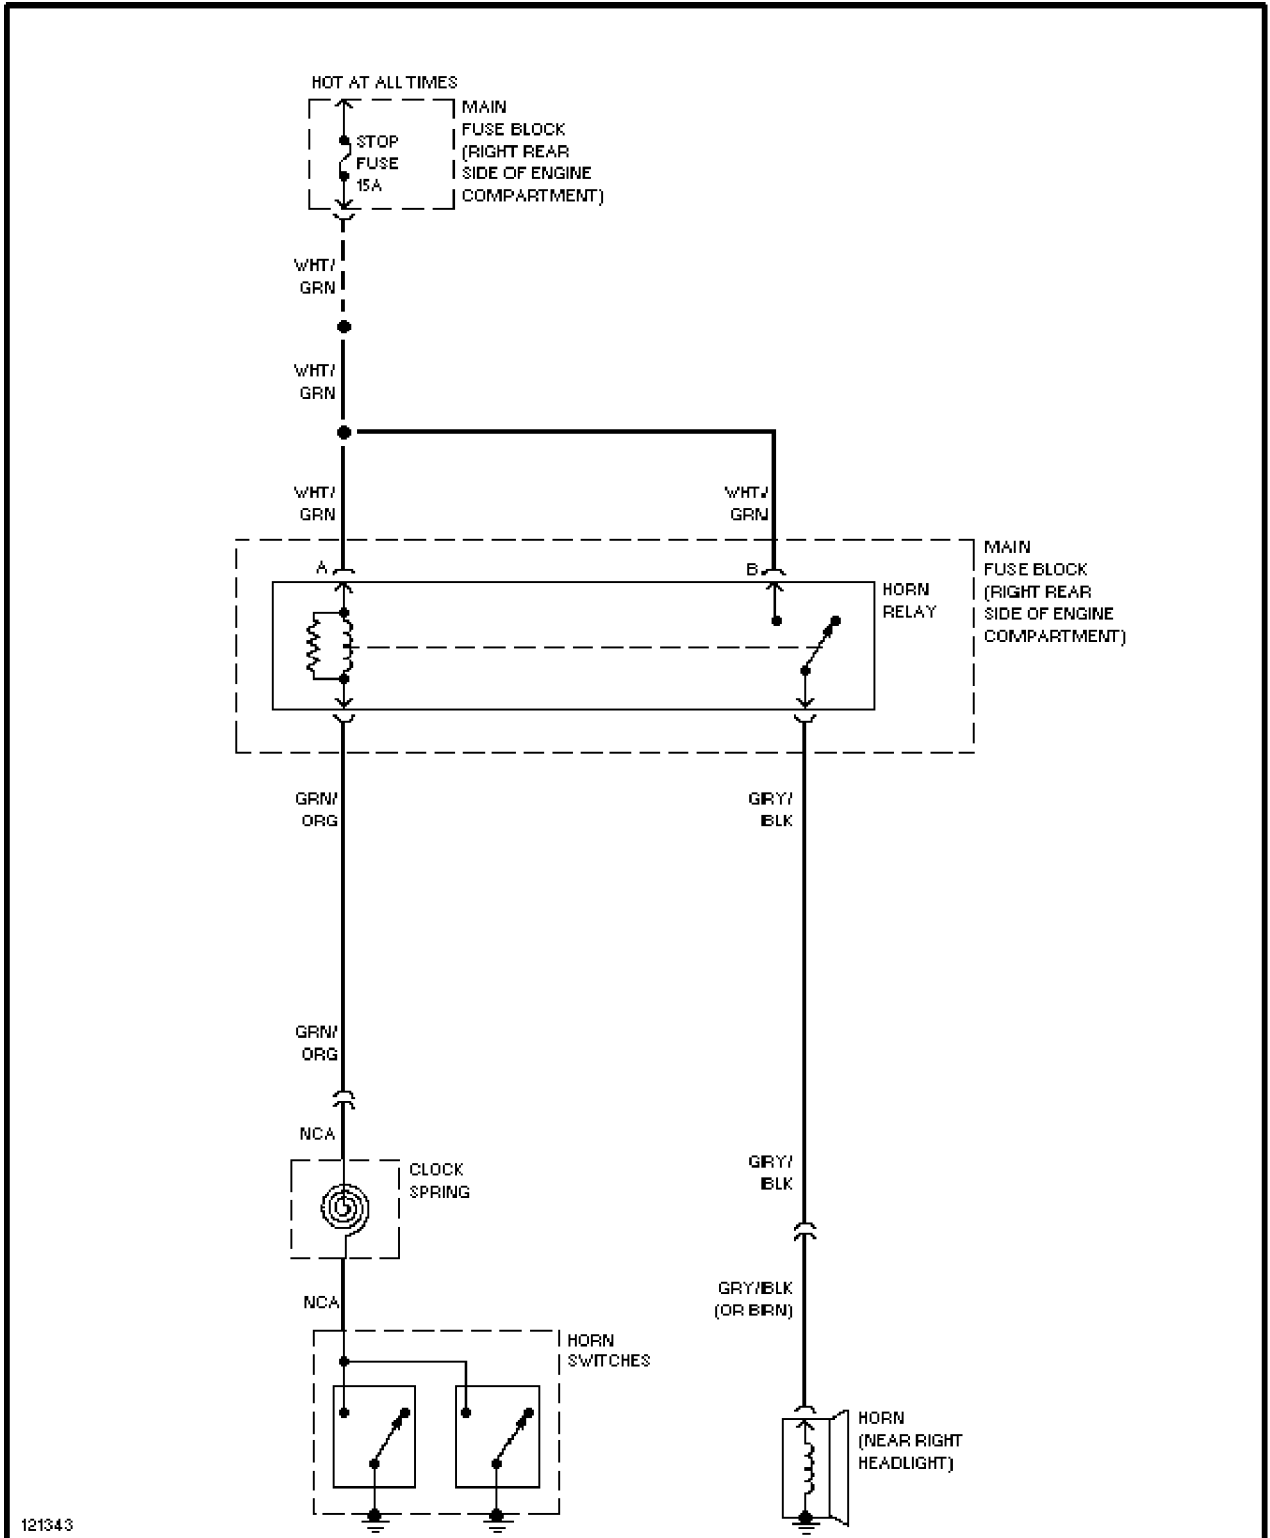 HOT AT ALL TIMES
MAIN
FUSE BLOCK
(RIGHT REAR
SIDE OF ENGINE
COMPARTMENT)
STOP
FUSE
15A
WHT/
GRN
WHT/
GRN
WHT/
GRN
WHT/
GRN
A
B
HORN
RELAY
MAIN
FUSE BLOCK
(RIGHT REAR
SIDE OF ENGINE
COMPARTMENT)
GRN/
ORG
GRY/
BLK
GRN/
ORG
NCA
CLOCK
SPRING
GRY/
BLK
NCA
GRY/BLK
(OR BRN)
HORN
SWITCHES
HORN
(NEAR RIGHT
HEADLIGHT)
121343